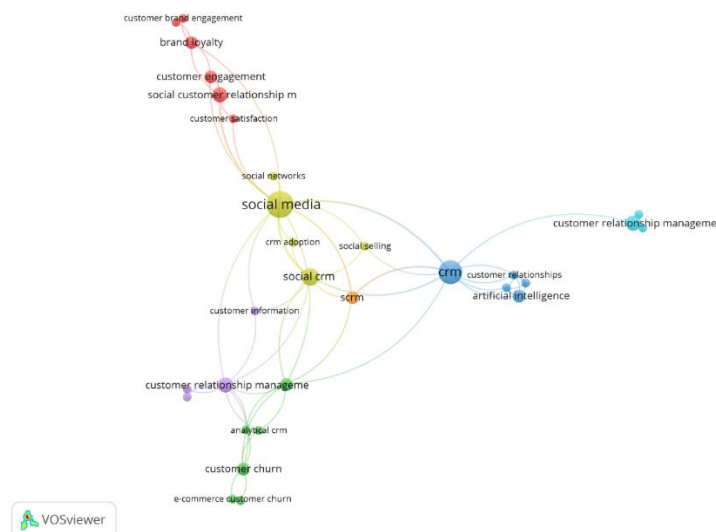 customer brand engagement
brand loyalty
customer engagement
social customer relationship m
customer satisfaction
social networks
social media
customer relationship manageme
crm adoption
social selling
social crm
crm
customer relationships
artificial intelligence
scrm
customer information
customer relationship manageme
analytical crm
customer churn
e-commerce customer churn
VOSviewer